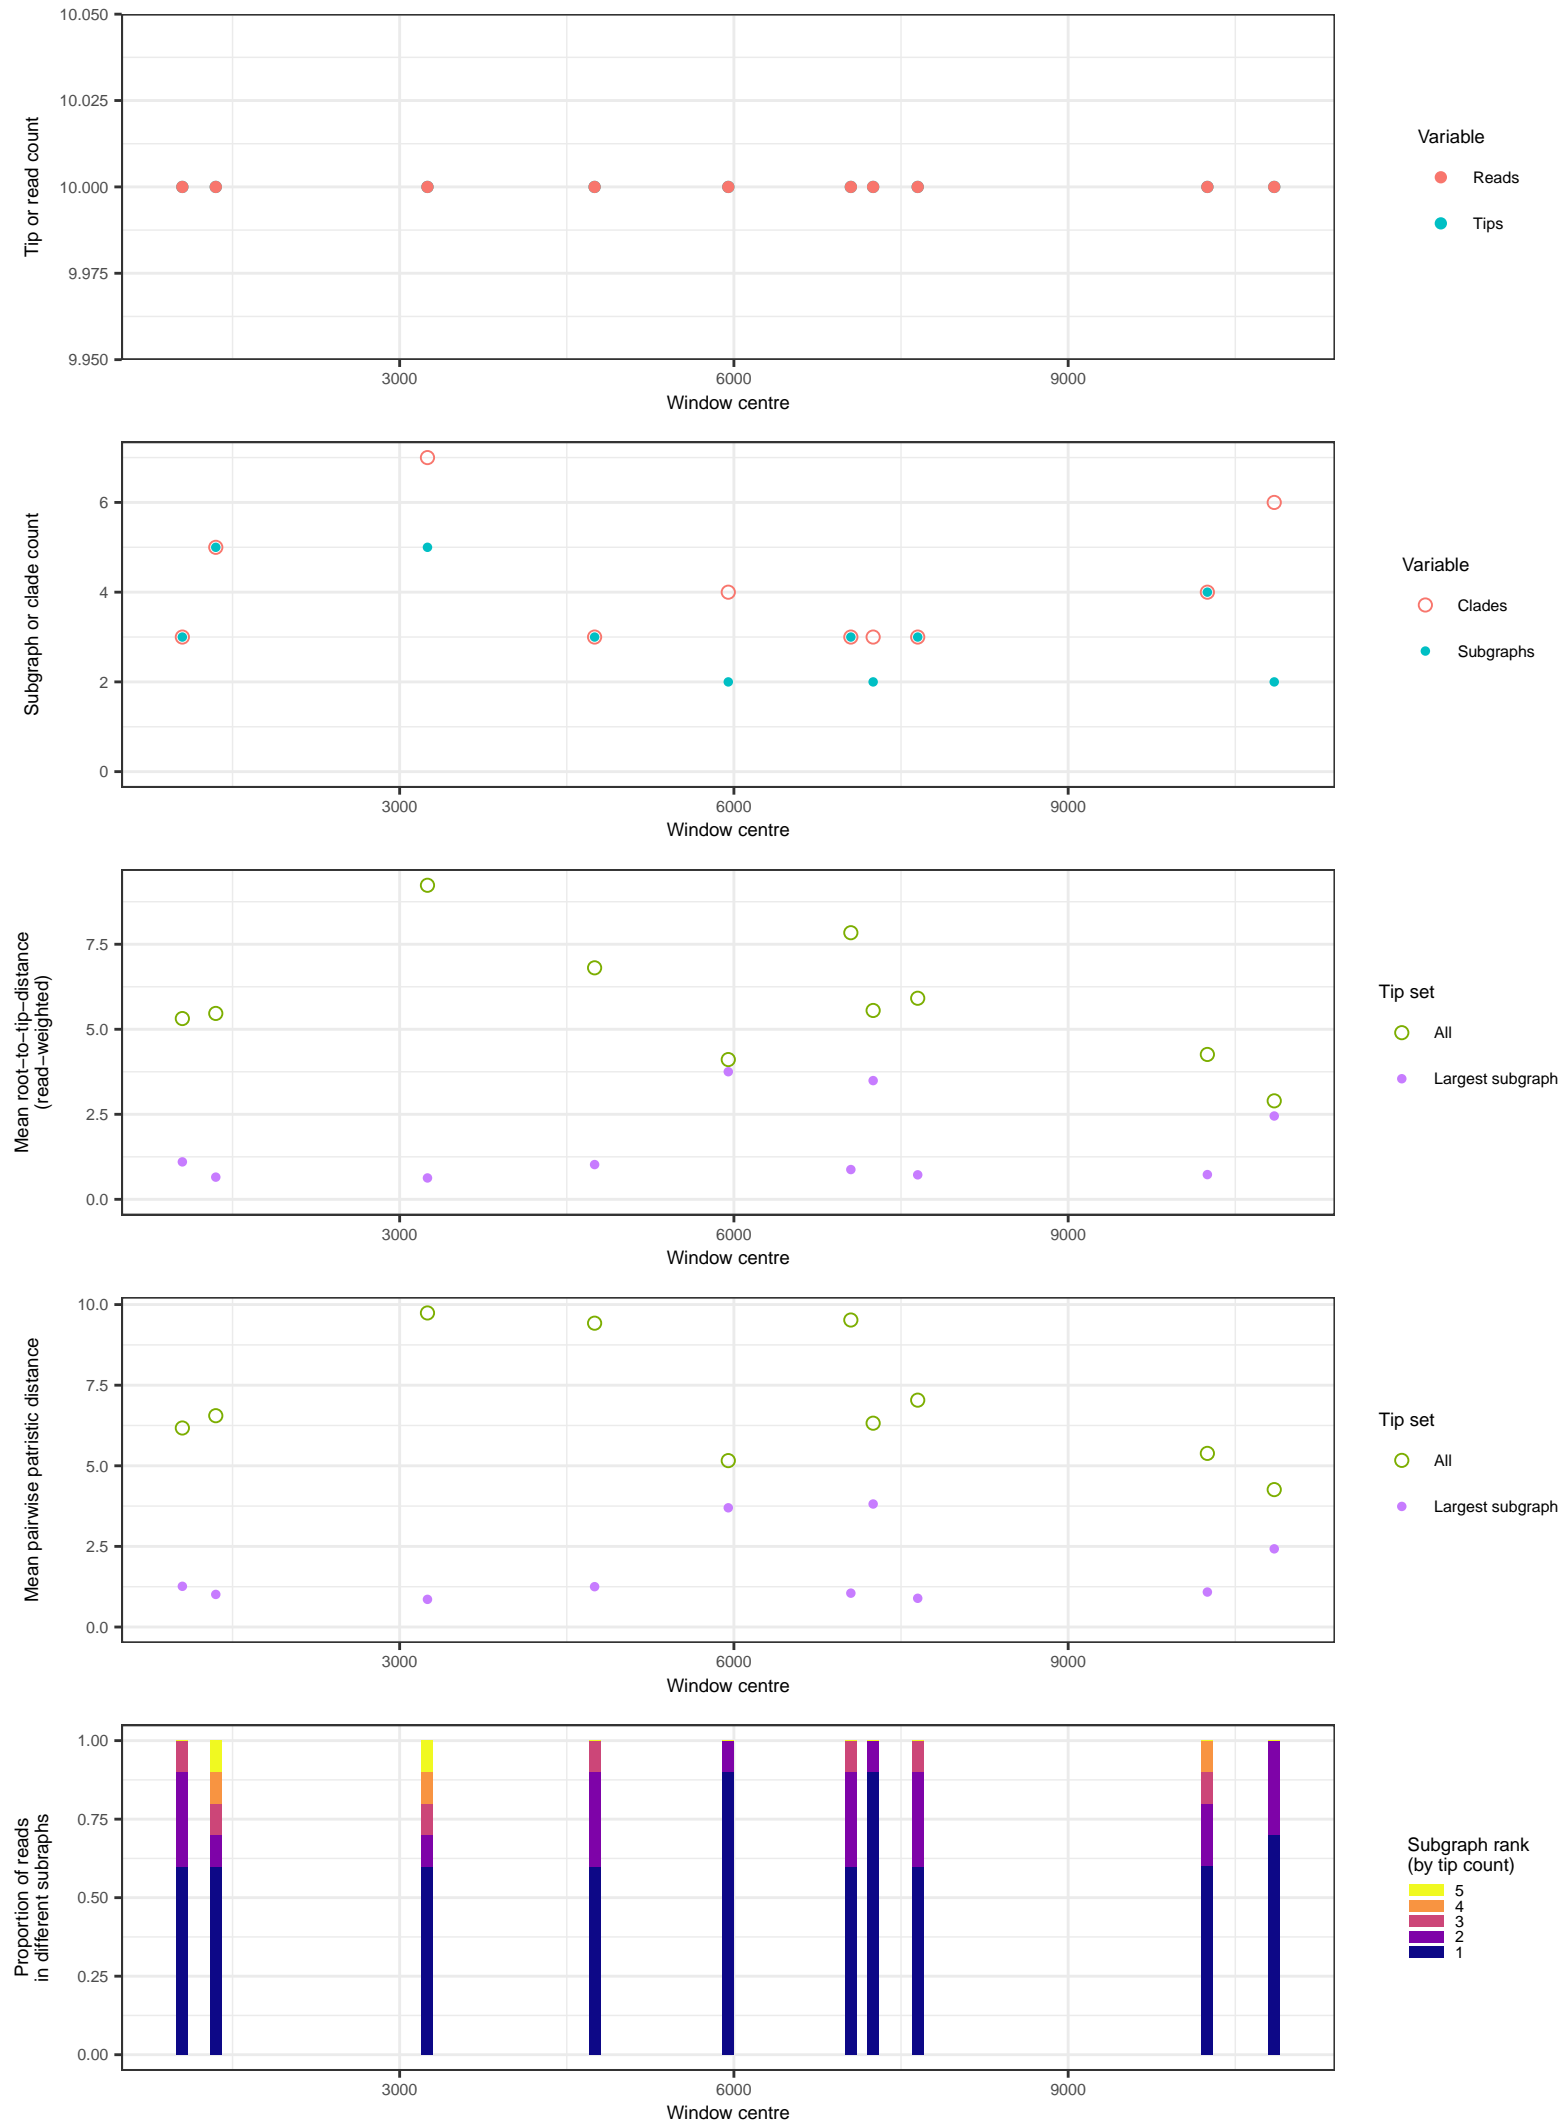 10.050
10.025
10.000
9.975
9.950
Tip or read count
3000 6000 9000
Window centre
Variable
Reads
Tips
6
4
2
0
Subgraph or clade count
3000 6000 9000
Window centre
Variable
Clades
Subgraphs
7.5
5.0
2.5
0.0
Mean root−to−tip−distance
(read−weighted)
3000 6000 9000
Window centre
Tip set
All
Largest subgraph
10.0
7.5
5.0
2.5
0.0
Mean pairwise patristic distance
3000 6000 9000
Window centre
Tip set
All
Largest subgraph
1.00
0.75
0.50
0.25
0.00
Proportion of reads
in different subraphs
3000 6000 9000
Window centre
Subgraph rank
(by tip count)
5
4
3
2
1